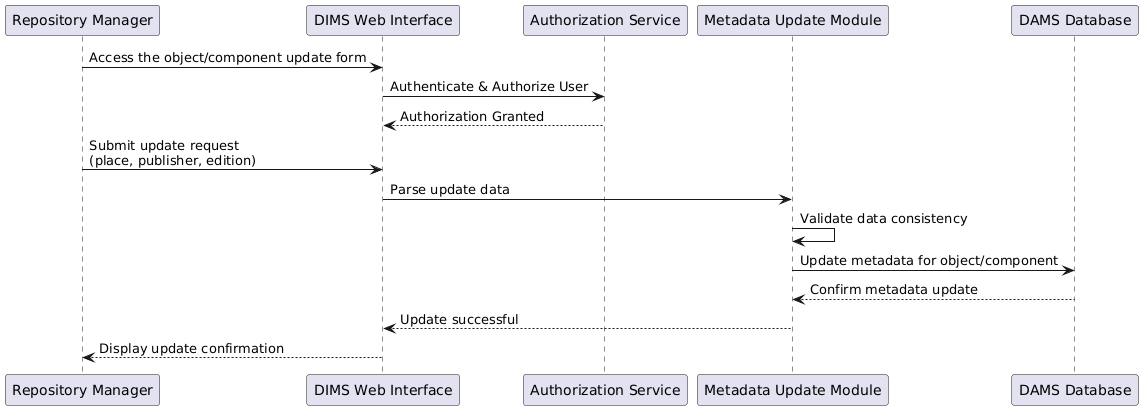 Repository Manager
DIMS Web Interface
Authorization Service
Metadata Update Module
DAMS Database
Access the object/component update form
Authenticate & Authorize User
Authorization Granted
Submit update request
(place, publisher, edition)
Parse update data
Validate data consistency
Update metadata for object/component
Confirm metadata update
Update successful
Display update confirmation
Repository Manager
DIMS Web Interface
Authorization Service
Metadata Update Module
DAMS Database